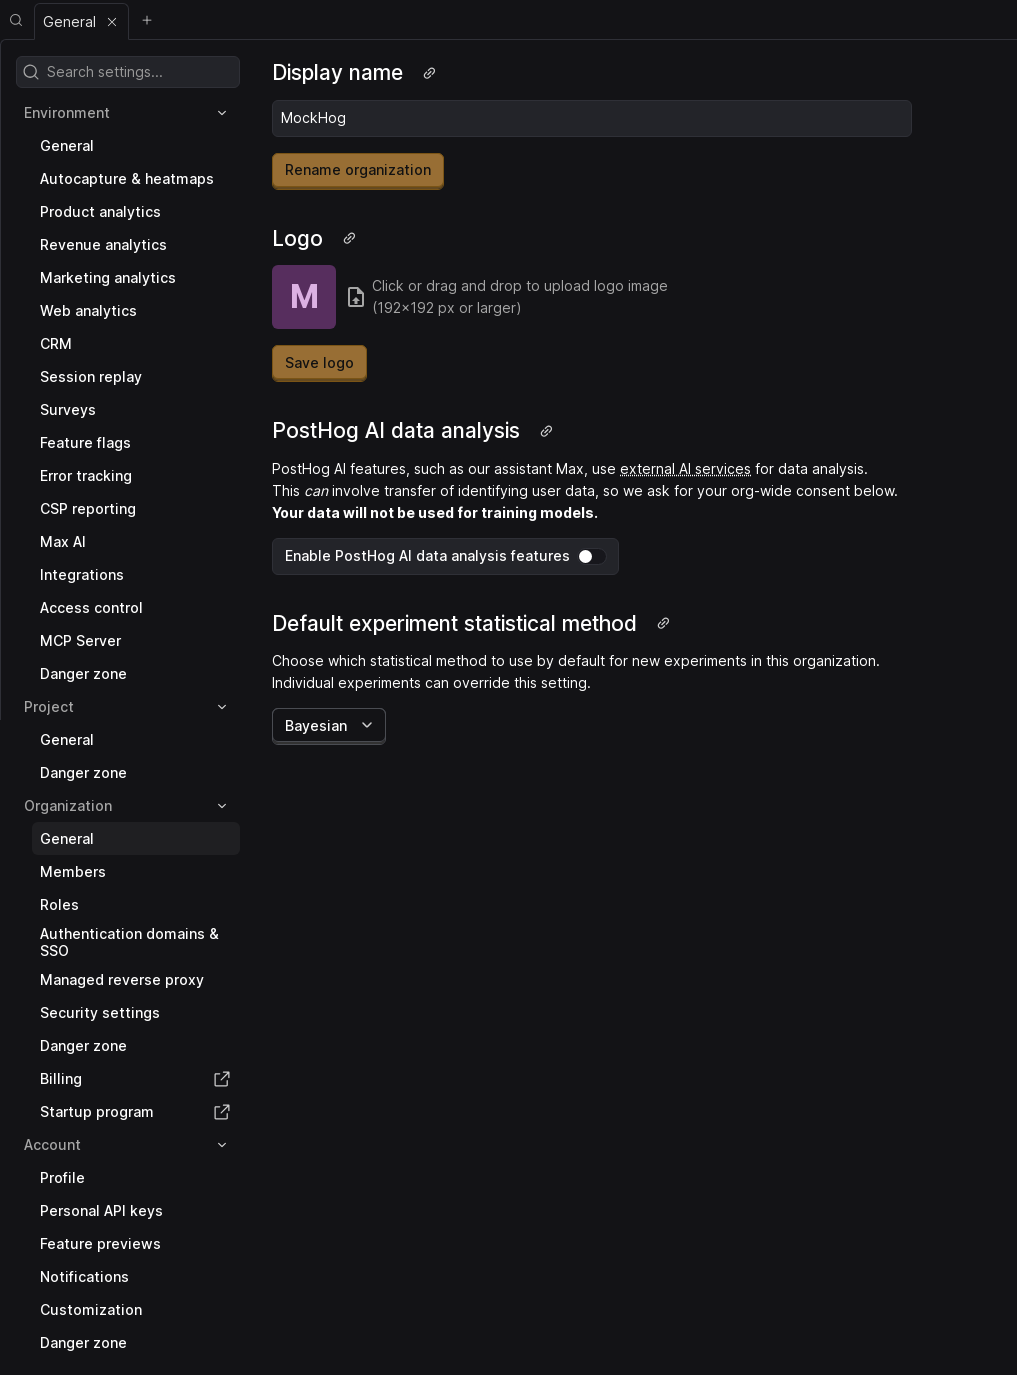 General
Search settings...
Environment
General
Autocapture & heatmaps
Product analytics
Revenue analytics
Marketing analytics
Web analytics
CRM
Session replay
Surveys
Feature flags
Error tracking
CSP reporting
Max AI
Integrations
Access control
MCP Server
Danger zone
Project
General
Danger zone
Organization
General
Members
Roles
Authentication domains &
SSO
Managed reverse proxy
Security settings
Danger zone
Billing
Startup program
Account
Profile
Personal API keys
Feature previews
Notifications
Customization
Danger zone
Display name
MockHog
Rename organization
Logo
M
Click or drag and drop to upload logo image
(192x192 px or larger)
Save logo
PostHog AI data analysis
PostHog AI features, such as our assistant Max, use external AI services for data analysis.
This can involve transfer of identifying user data, so we ask for your org-wide consent below.
Your data will not be used for training models.
Enable PostHog AI data analysis features
Default experiment statistical method
Choose which statistical method to use by default for new experiments in this organization.
Individual experiments can override this setting.
Bayesian